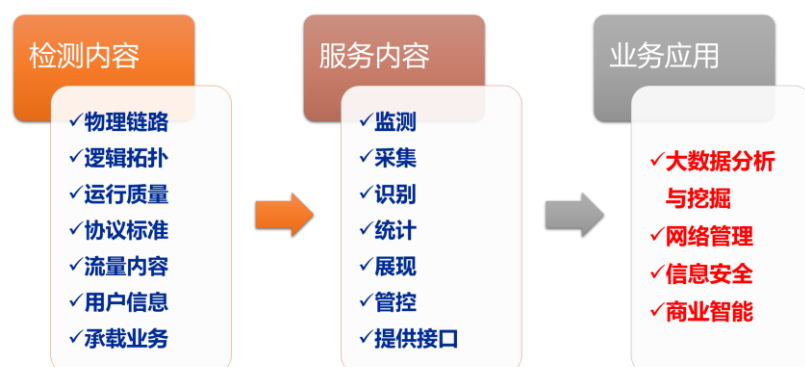 检测内容
✓物理链路
✓逻辑拓扑
✓运行质量
✓协议标准
✓流量内容
✓用户信息
✓承载业务
服务内容
✓监测
✓采集
✓识别
✓统计
✓展现
✓管控
✓提供接口
业务应用
✓大数据分析
与挖掘
✓网络管理
✓信息安全
✓商业智能